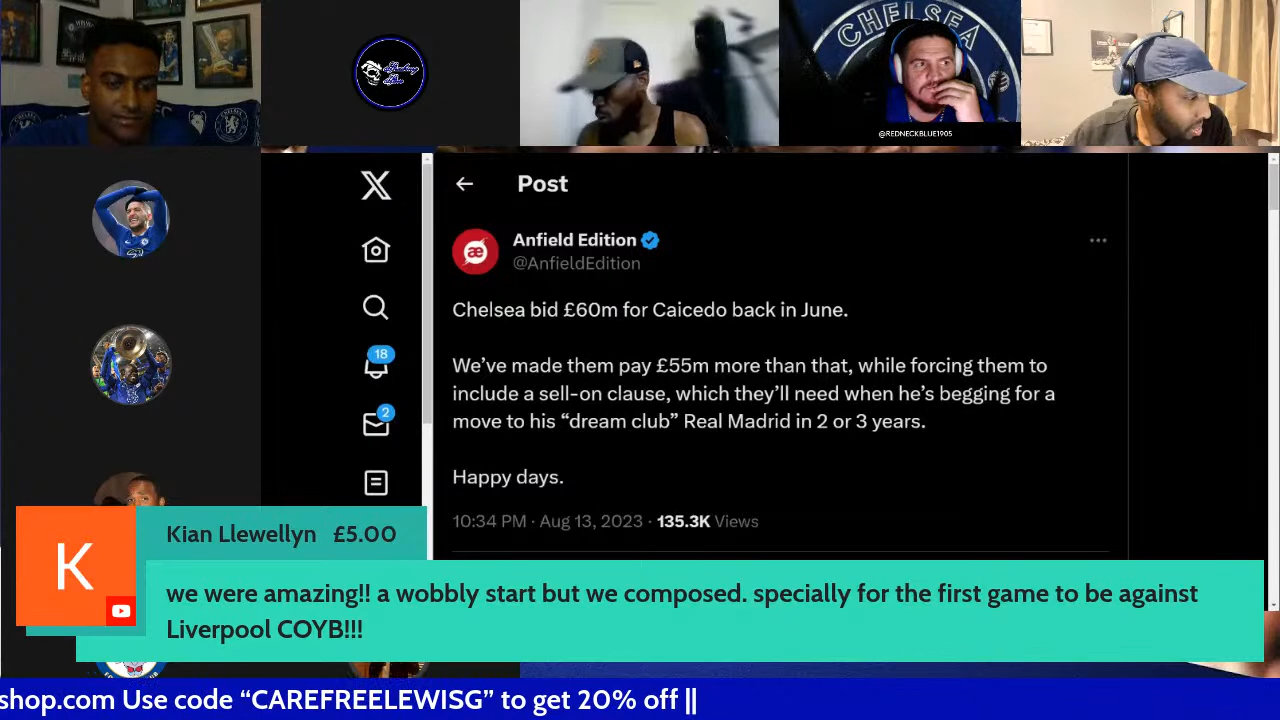 CHELSEA
@REDNECKBLUE1905
Post
Anfield Edition
@AnfieldEdition
Chelsea bid £60m for Caicedo back in June.
We’ve made them pay £55m more than that, while forcing them to
include a sell-on clause, which they’ll need when he’s begging for a
move to his “dream club” Real Madrid in 2 or 3 years.
Happy days.
10:34 PM · Aug 13, 2023 · 135.3K Views
18
2
K
Kian Llewellyn £5.00
we were amazing!! a wobbly start but we composed. specially for the first game to be against
Liverpool COYB!!!
shop.com Use code “CAREFREELEWISG” to get 20% off ||